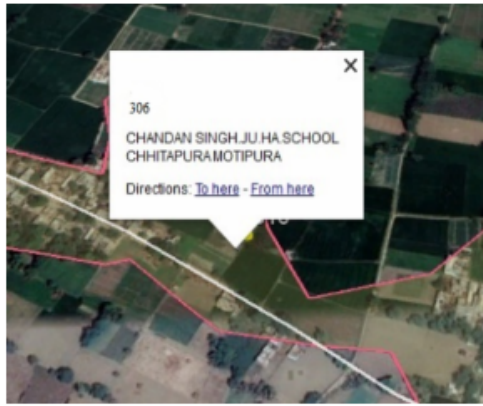 306
CHANDAN SINGH.JU.HA.SCHOOL
CHHITAPURA MOTIPURA
Directions: To here - From here